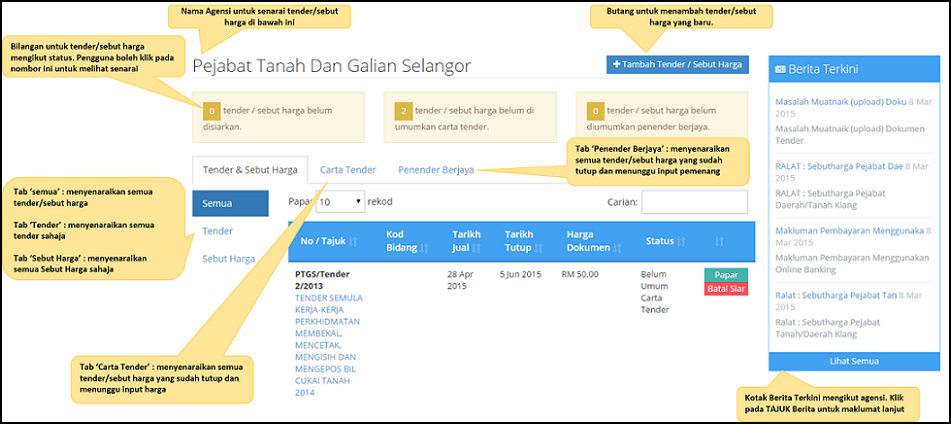 Nama Agensi untuk senarai tender/sebut
harga di bawah ini
Butang untuk menambah tender/sebut
harga yang baru.
Bilangan untuk tender/sebut harga
mengikut status. Pengguna boleh klik pada
nombor ini untuk melihat senarai
Pejabat Tanah Dan Galian Selangor
+Tambah Tender / Sebut Harga
0 tender / sebut harga belum
disiarkan.
2 tender / sebut harga belum di
umumkan carta tender.
0 tender / sebut harga belum
diumumkan penender berjaya.
Tab 'Penender Berjaya' : menyenaraikan
semua tender/sebut harga yang sudah
tutup dan menunggu input pemenang
Tender & Sebut Harga
Carta Tender
Penender Berjaya
Tab 'semua' : menyenaraikan semua
tender/sebut harga
Tab 'Tender' : menyenaraikan semua
tender sahaja
Tab 'Sebut Harga' : menyenaraikan
semua Sebut Harga sahaja
Semua
Tender
Sebut Harga
Papar 10 rekod
Carian:
No / Tajuk
Kod
Bidang
Tarikh
Jual
Tarikh
Tutup
Harga
Dokumen
Status
PTGS/Tender
2/2013
TENDER SEMULA
KERJA-KERJA
PERKHIDMATAN
MEMBEKAL,
MENCETAK,
MENGISIH DAN
MENGEPOS BIL
CUKAI TANAH
2014
28 Apr
2015
5 Jun 2015
RM 50.00
Belum
Umum
Carta
Tender
Papar
Batal Siar
Tab 'Carta Tender' : menyenaraikan semua
tender/sebut harga yang sudah tutup dan
menunggu input harga
Berita Terkini
Masalah Muatnaik (upload) Doku 8 Mar
2015
Masalah Muatnaik (upload) Dokumen
Tender
RALAT : Sebutharga Pejabat Dae 8 Mar
2015
RALAT : Sebutharga Pejabat
Daerah/Tanah Klang
Makluman Pembayaran Menggunaka 8
Mar 2015
Makluman Pembayaran Menggunakan
Online Banking
Ralat : Sebutharga Pejabat Tan 8 Mar
2015
Ralat : Sebutharga Pejabat
Tanah/Daerah Klang
Lihat Semua
Kotak Berita Terkini mengikut agensi. Klik
pada TAJUK Berita untuk maklumat lanjut